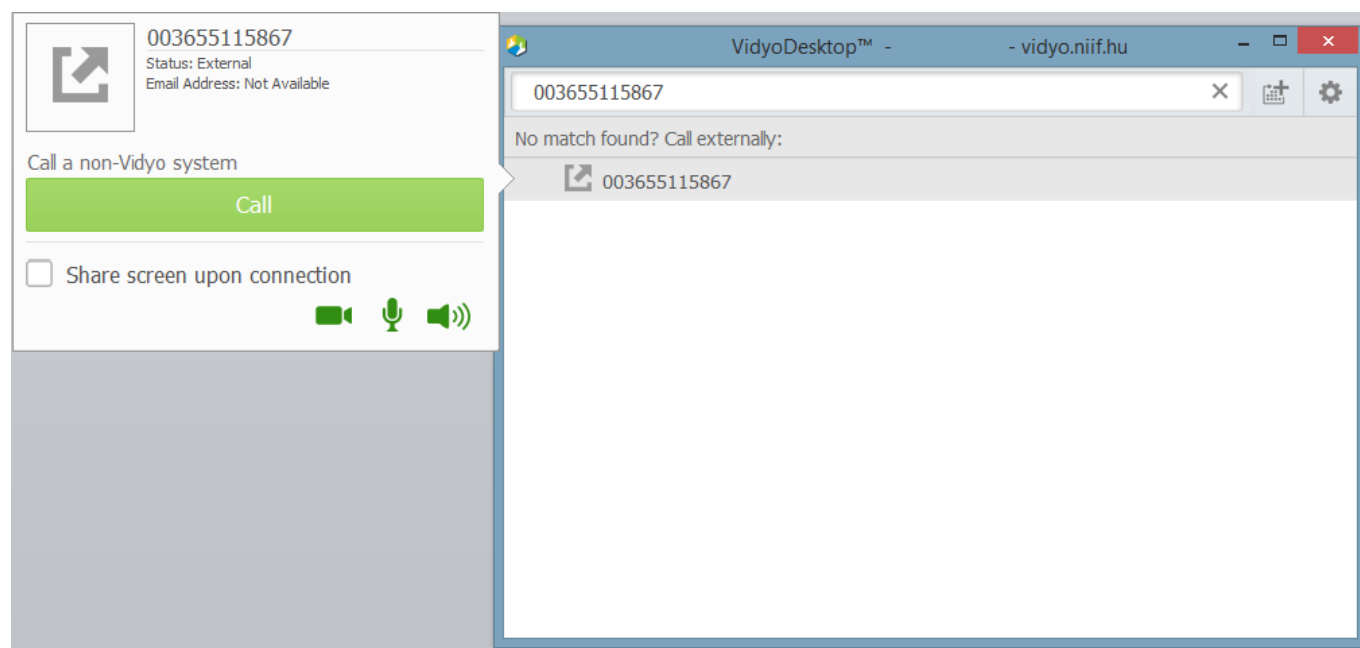 003655115867
Status: External
Email Address: Not Available
Call a non-Vidyo system
Call
Share screen upon connection
VidyoDesktop™ - - vidyo.niif.hu
003655115867
No match found? Call externally:
003655115867